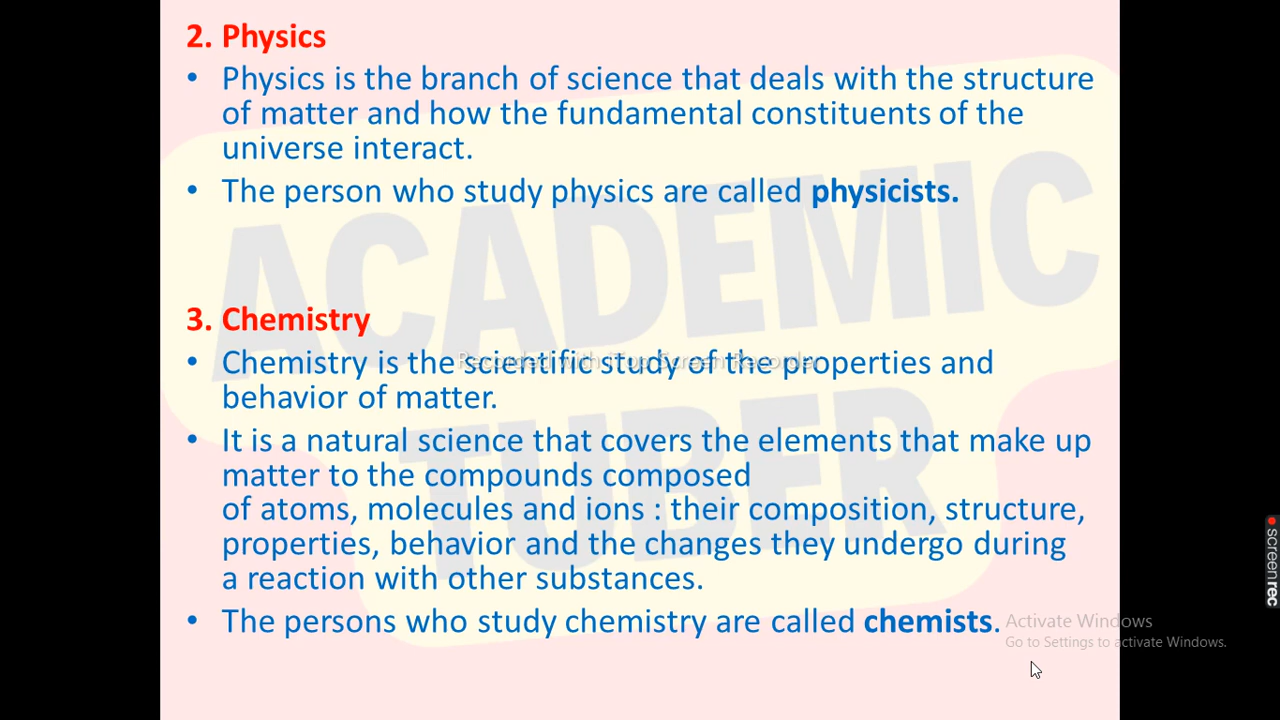 2. Physics
• Physics is the branch of science that deals with the structure
of matter and how the fundamental constituents of the
universe interact.
• The person who study physics are called physicists.
ACADEMIC
3. Chemistry
Recorded with iTop Screen Recorder
• Chemistry is the scientific study of the properties and
behavior of matter.
TUBER
• It is a natural science that covers the elements that make up
matter to the compounds composed
of atoms, molecules and ions : their composition, structure,
properties, behavior and the changes they undergo during
a reaction with other substances.
• The persons who study chemistry are called chemists.
Activate Windows
Go to Settings to activate Windows.
screenrec